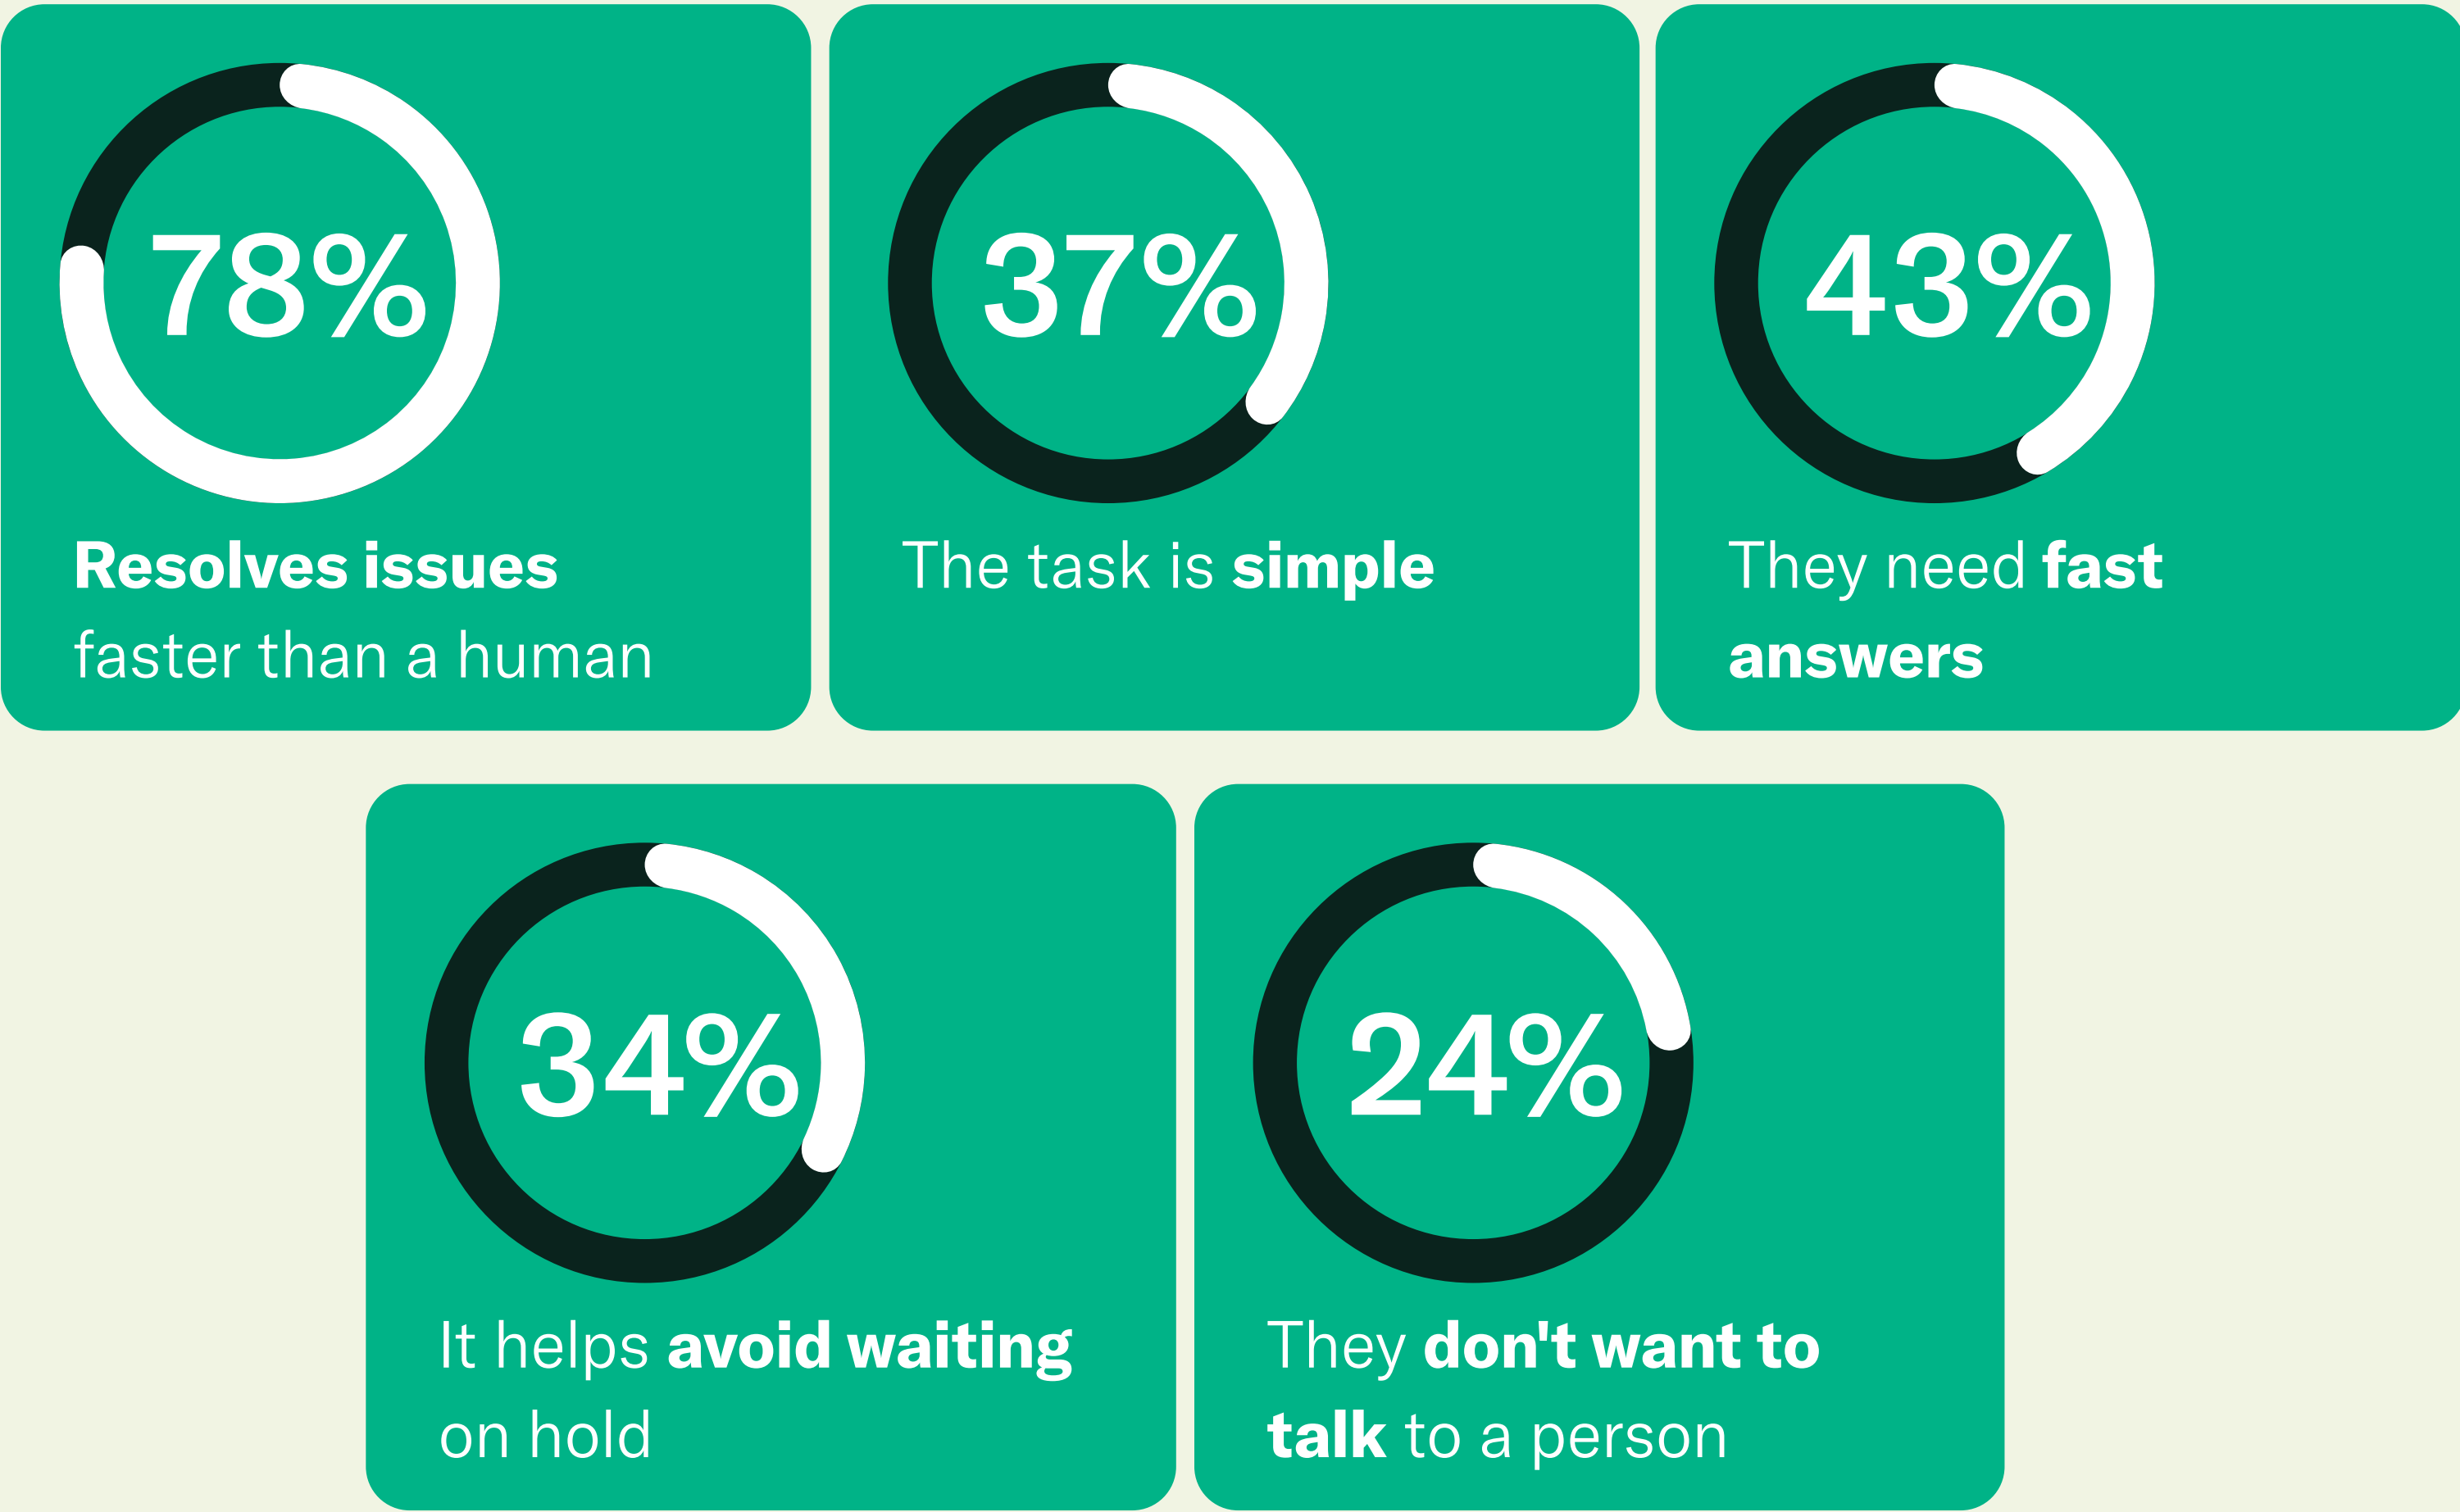 78%
Resolves issues
faster than a human
37%
The task is simple
43%
They need fast
answers
34%
It helps avoid waiting
on hold
24%
They don't want to
talk to a person